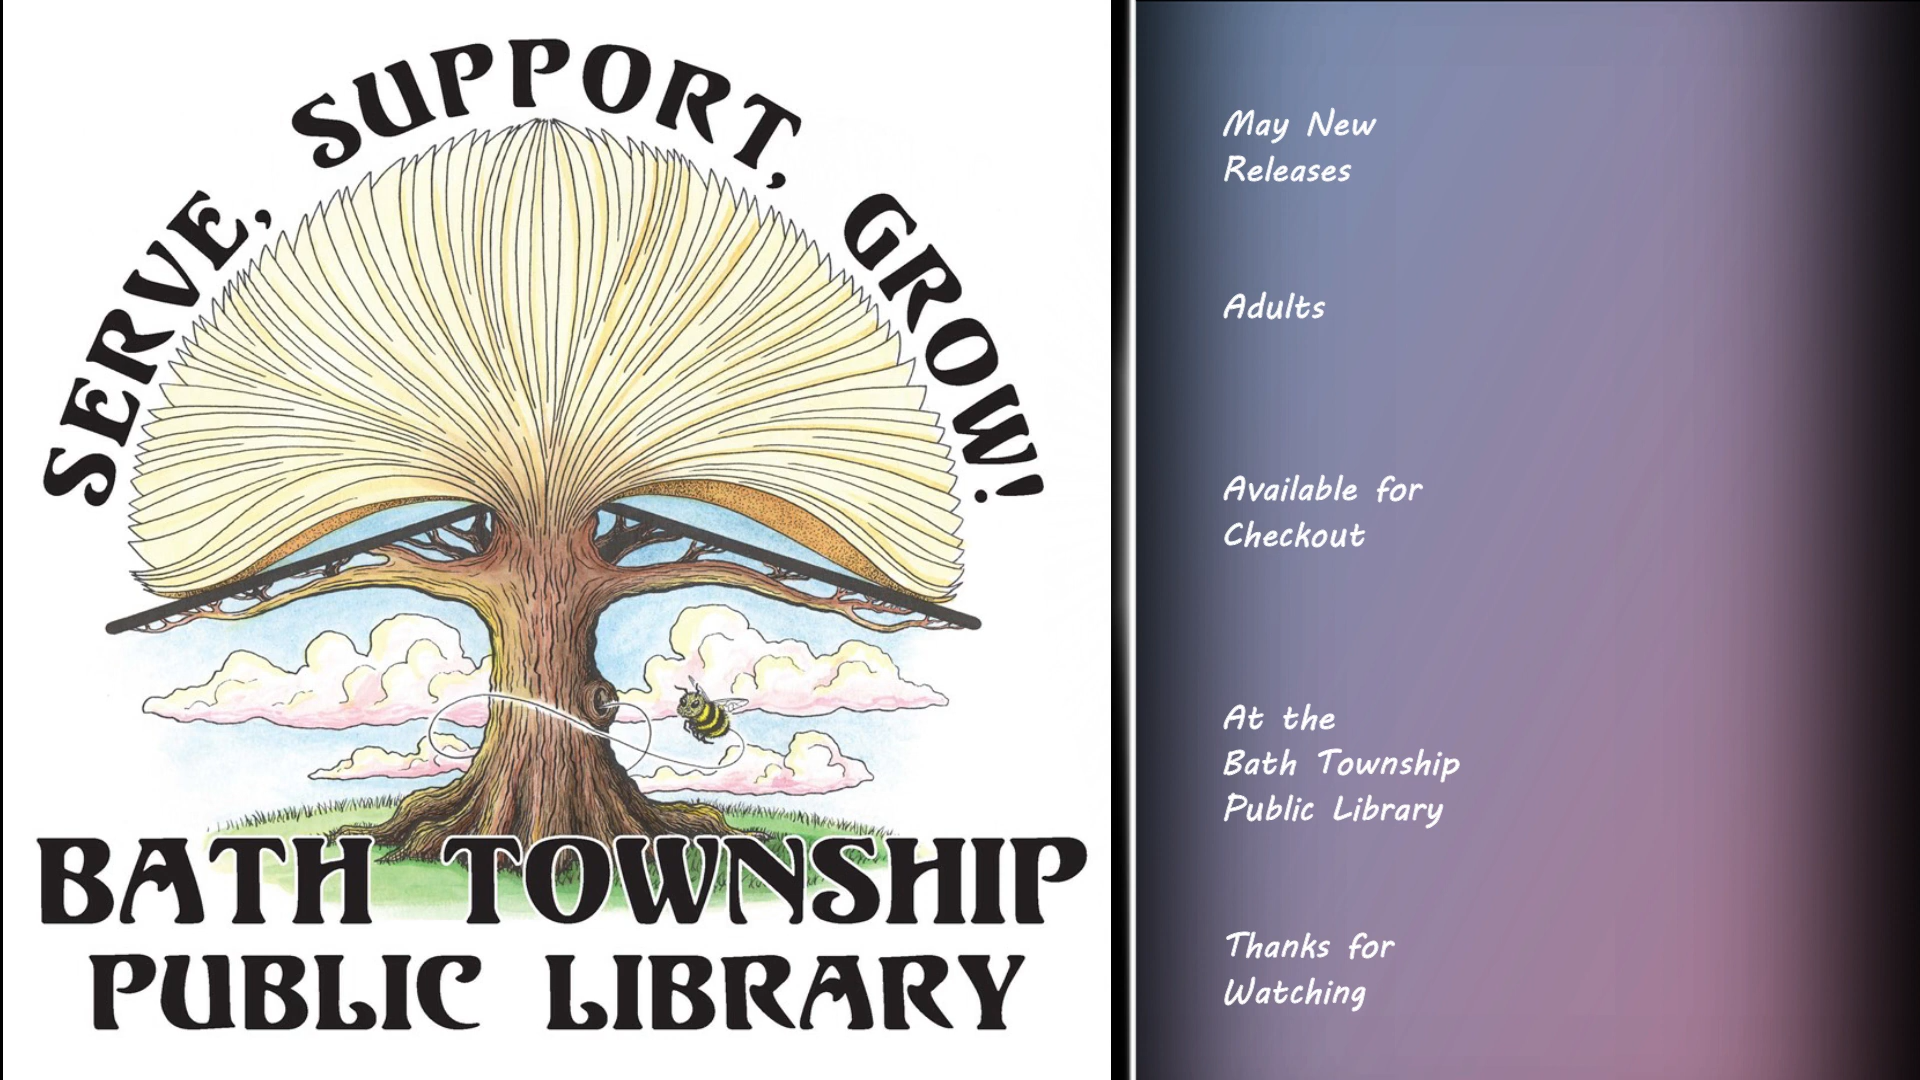 SERVE, SUPPORT, GROW!
BATH TOWNSHIP
PUBLIC LIBRARY
May New
Releases
Adults
Available for
Checkout
At the
Bath Township
Public Library
Thanks for
Watching